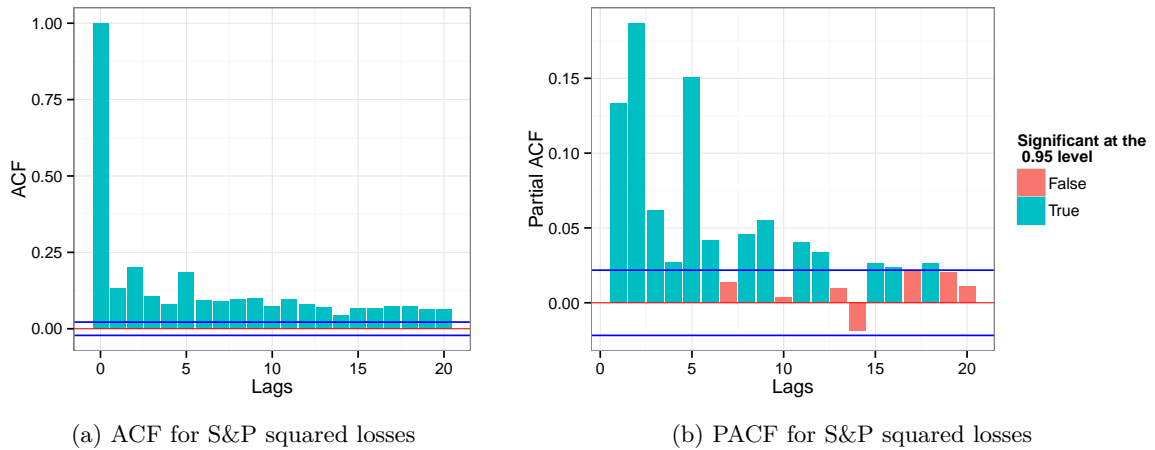 1.00
0.75
0.50
0.25
0.00
ACF
0 5 10 15 20
Lags
(a) ACF for S&P squared losses
0.15
0.10
0.05
0.00
Partial ACF
0 5 10 15 20
Lags
(b) PACF for S&P squared losses
Significant at the
0.95 level
False
True